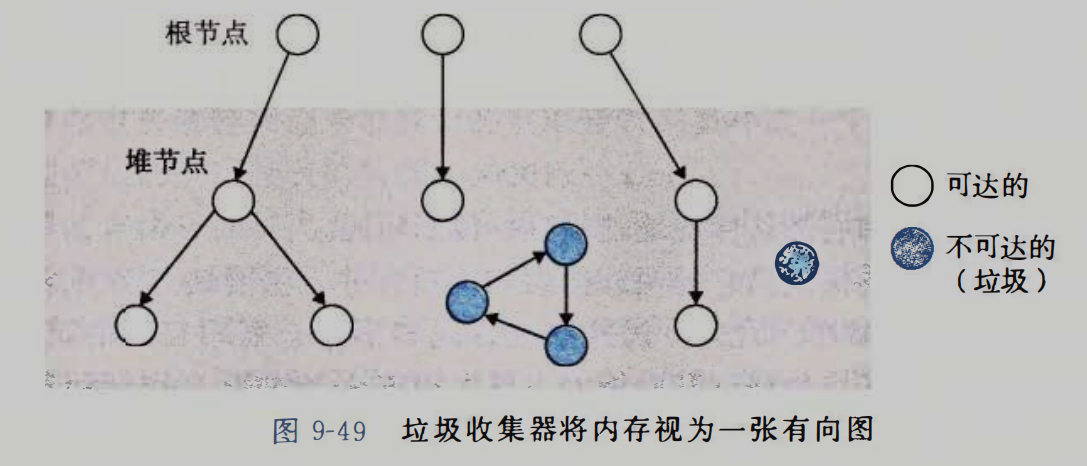 根节点
堆节点
可达的
不可达的
（垃圾）
图 9-49 垃圾收集器将内存视为一张有向图